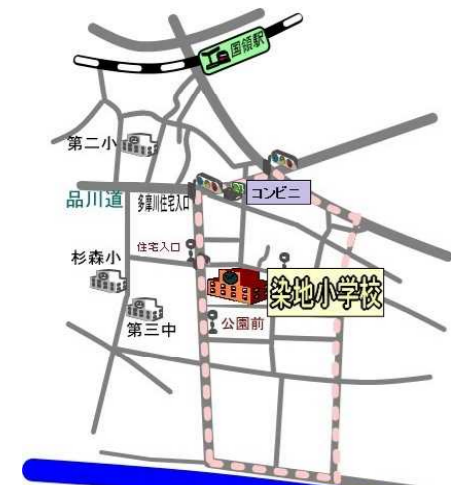 国領駅
第二小
コンビニ
品川道
多摩川住宅入口
住宅入口
杉森小
染地小学校
公園前
第三中